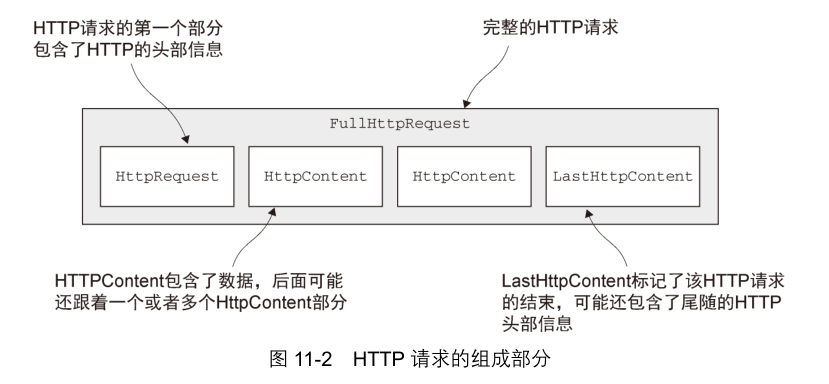 HTTP请求的第一个部分
包含了HTTP的头部信息
完整的HTTP请求
FullHttpRequest
HttpRequest
HttpContent
HttpContent
LastHttpContent
HTTPContent包含了数据，后面可能
还跟着一个或者多个HttpContent部分
LastHttpContent标记了该HTTP请求
的结束，可能还包含了尾随的HTTP
头部信息
图 11-2 HTTP 请求的组成部分